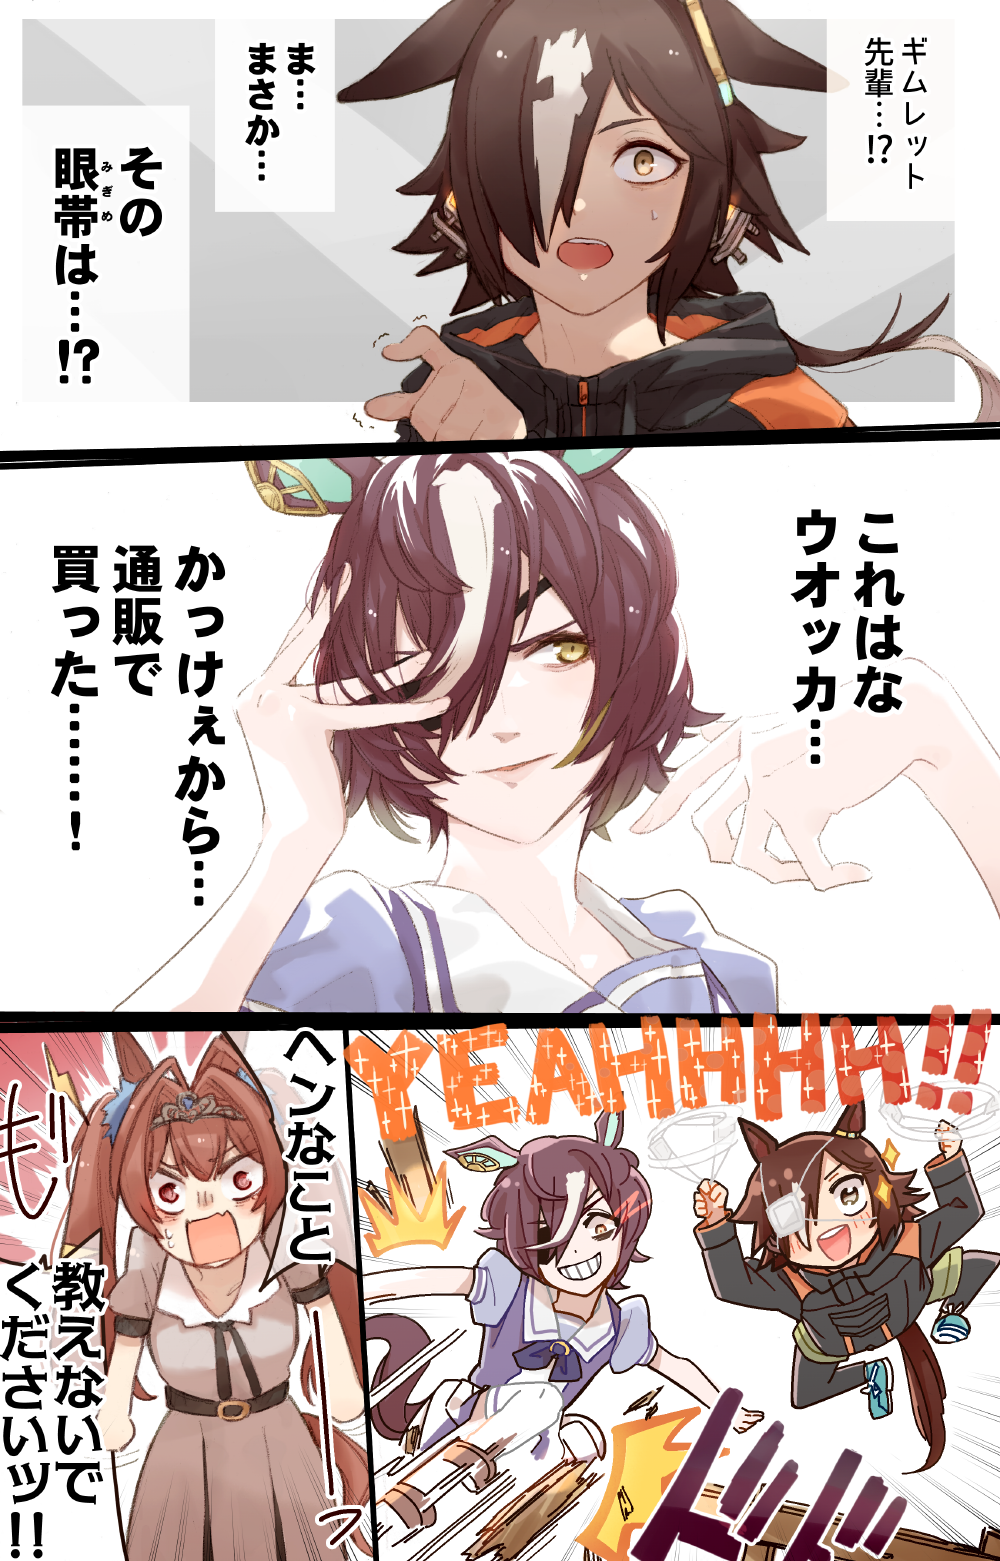 ギムレット
先輩…!?
ま…
まさか…
その
眼帯は…!?
みぎめ
これはな
ウオッカ…
かっけぇから…
通販で
買った……!
YEAHHHHH!!
ドドド
ヘンなことーーっ
教えないで
くださいッ!!